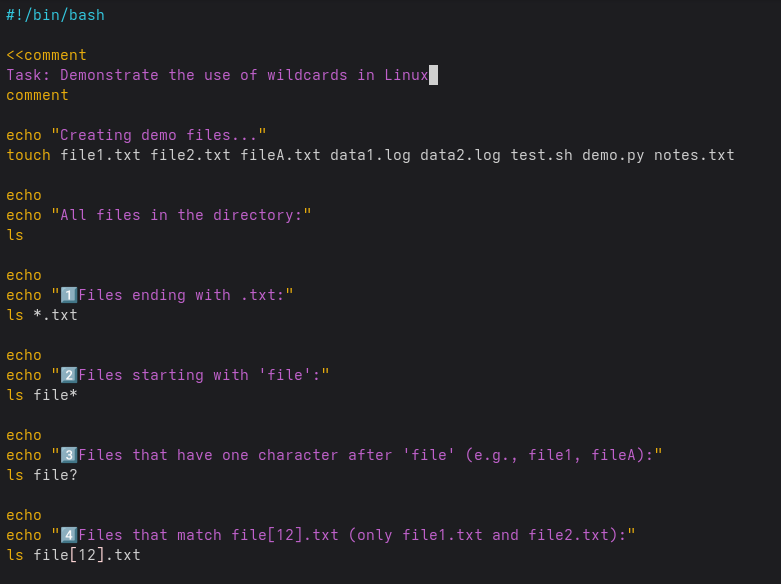 #!/bin/bash
<<comment
Task: Demonstrate the use of wildcards in Linux
comment
echo "Creating demo files..."
touch file1.txt file2.txt fileA.txt data1.log data2.log test.sh demo.py notes.txt
echo
echo "All files in the directory:"
ls
echo
echo "1️⃣Files ending with .txt:"
ls *.txt
echo
echo "2️⃣Files starting with 'file':"
ls file*
echo
echo "3️⃣Files that have one character after 'file' (e.g., file1, fileA):"
ls file?
echo
echo "4️⃣Files that match file[12].txt (only file1.txt and file2.txt):"
ls file[12].txt